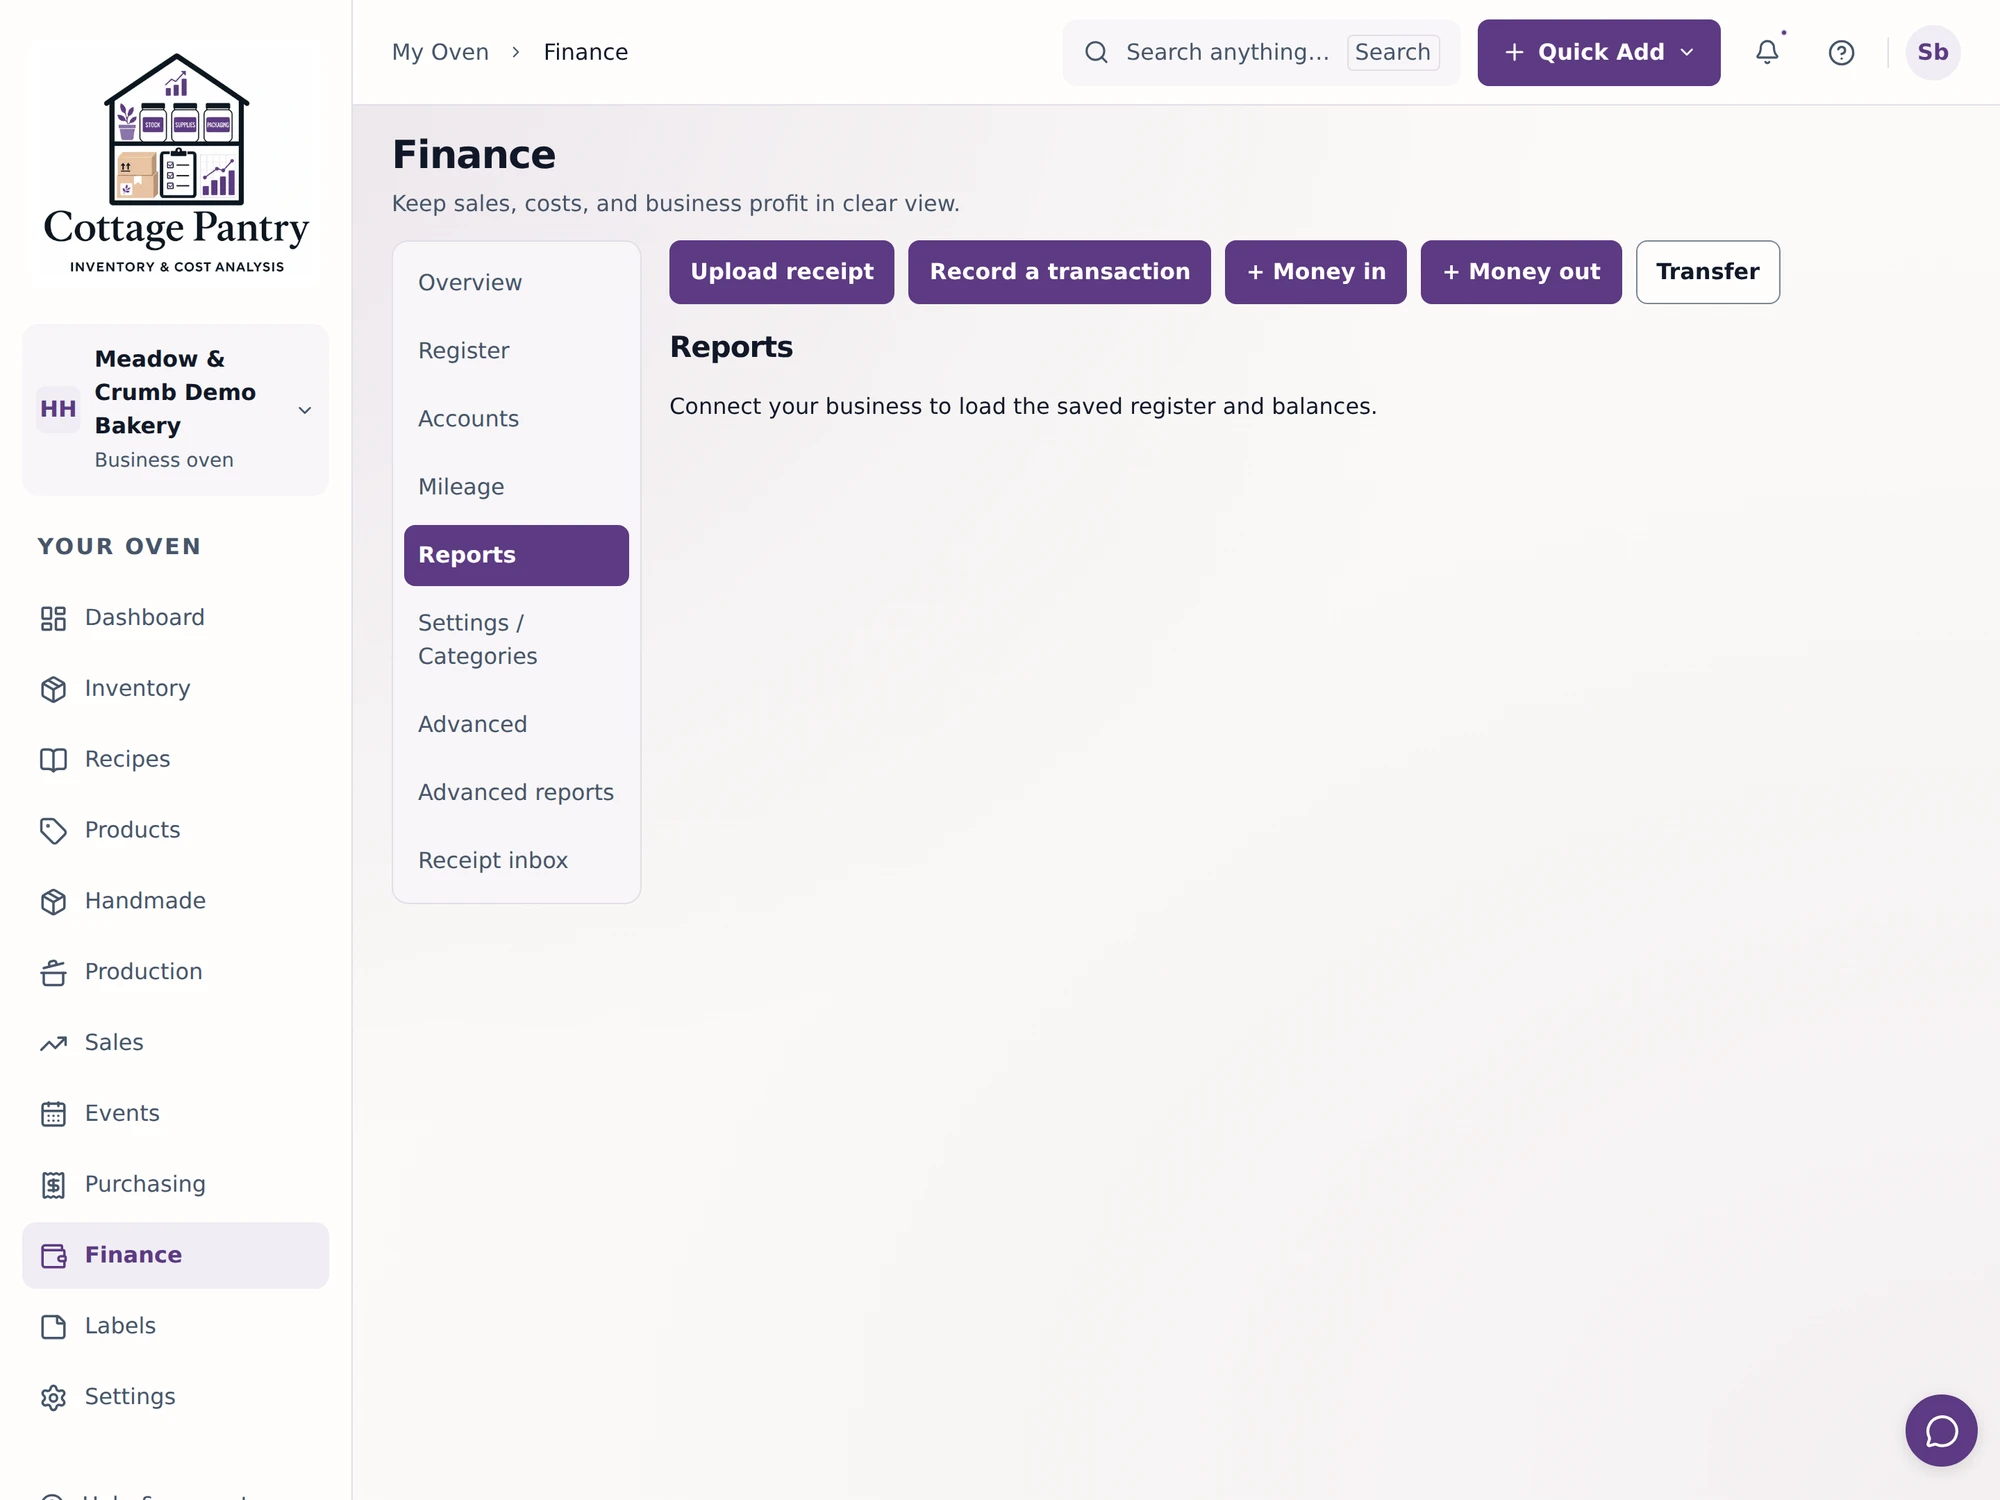 My Oven
Finance
Search anything...
Search
Quick Add
Sb
STOCK
SUPPLIES
PACKAGING
Cottage Pantry
INVENTORY & COST ANALYSIS
HH
Meadow &
Crumb Demo
Bakery
Business oven
YOUR OVEN
Dashboard
Inventory
Recipes
Products
Handmade
Production
Sales
Events
Purchasing
Finance
Labels
Settings
Finance
Keep sales, costs, and business profit in clear view.
Overview
Register
Accounts
Mileage
Reports
Settings /
Categories
Advanced
Advanced reports
Receipt inbox
Upload receipt
Record a transaction
+ Money in
+ Money out
Transfer
Reports
Connect your business to load the saved register and balances.